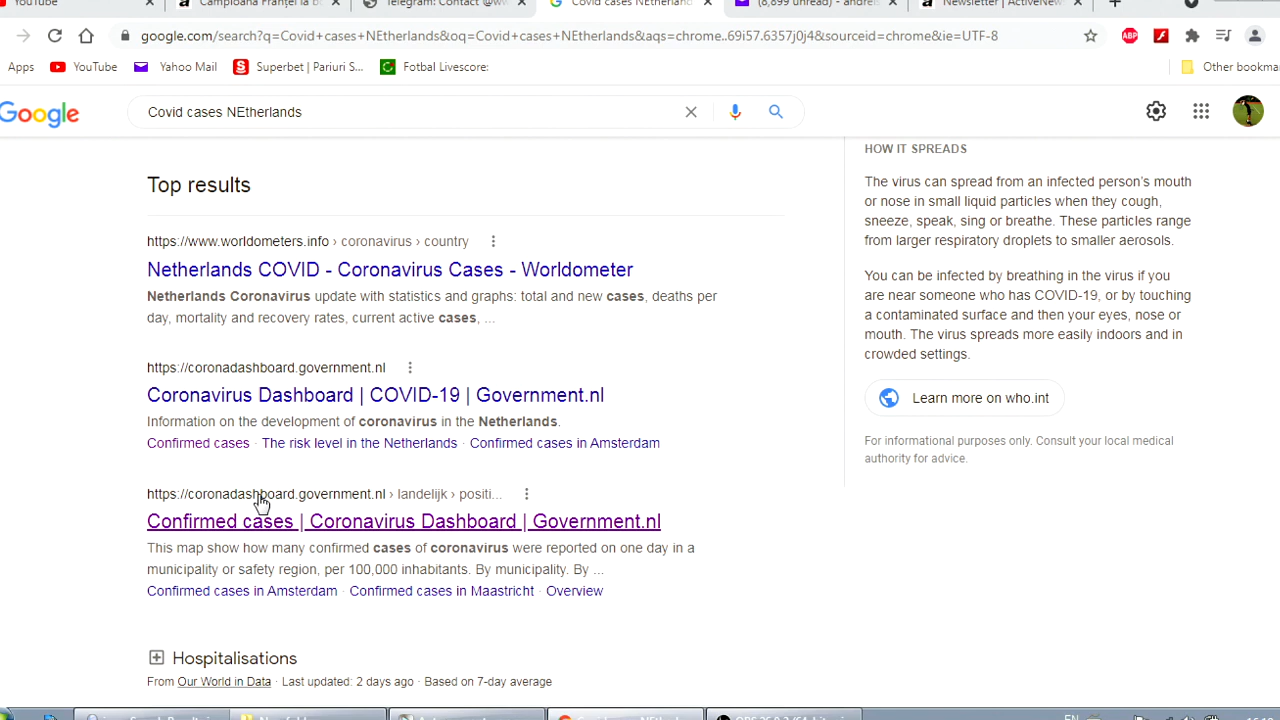 YouTube
Telegram: Contact
Covid cases NEtherlands
(8,899 unread) - andrei
Newsletter | ActiveNew
google.com/search?q=Covid+cases+NEtherlands&oq=Covid+cases+NEtherlands&aqs=chrome..69i57.6357j0j4&sourceid=chrome&ie=UTF-8
ABP
Apps
YouTube
Yahoo Mail
Superbet | Pariuri S...
Fotbal Livescore:
Other bookma
Google
Covid cases NEtherlands
Top results
https://www.worldometers.info › coronavirus › country
Netherlands COVID - Coronavirus Cases - Worldometer
Netherlands Coronavirus update with statistics and graphs: total and new cases, deaths per
day, mortality and recovery rates, current active cases, ...
https://coronadashboard.government.nl
Coronavirus Dashboard | COVID-19 | Government.nl
Information on the development of coronavirus in the Netherlands.
Confirmed cases · The risk level in the Netherlands · Confirmed cases in Amsterdam
https://coronadashboard.government.nl › landelijk › positi...
Confirmed cases | Coronavirus Dashboard | Government.nl
This map show how many confirmed cases of coronavirus were reported on one day in a
municipality or safety region, per 100,000 inhabitants. By municipality. By ...
Confirmed cases in Amsterdam · Confirmed cases in Maastricht · Overview
Hospitalisations
From Our World in Data · Last updated: 2 days ago · Based on 7-day average
HOW IT SPREADS
The virus can spread from an infected person's mouth
or nose in small liquid particles when they cough,
sneeze, speak, sing or breathe. These particles range
from larger respiratory droplets to smaller aerosols.
You can be infected by breathing in the virus if you
are near someone who has COVID-19, or by touching
a contaminated surface and then your eyes, nose or
mouth. The virus spreads more easily indoors and in
crowded settings.
Learn more on who.int
For informational purposes only. Consult your local medical
authority for advice.
EN